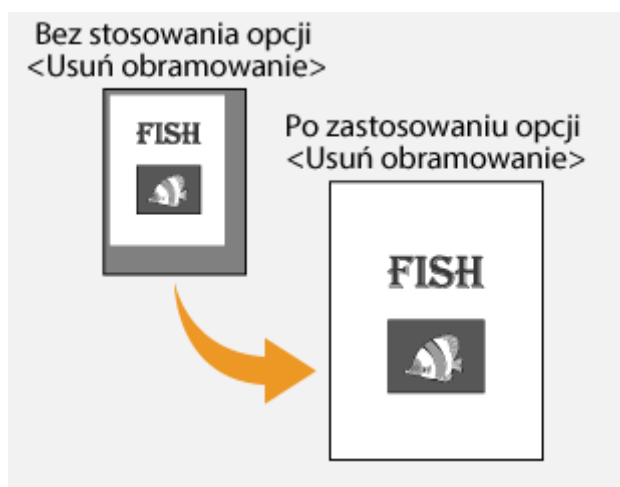 Bez stosowania opcji
<Usuń obramowanie>
FISH
Po zastosowaniu opcji
<Usuń obramowanie>
FISH